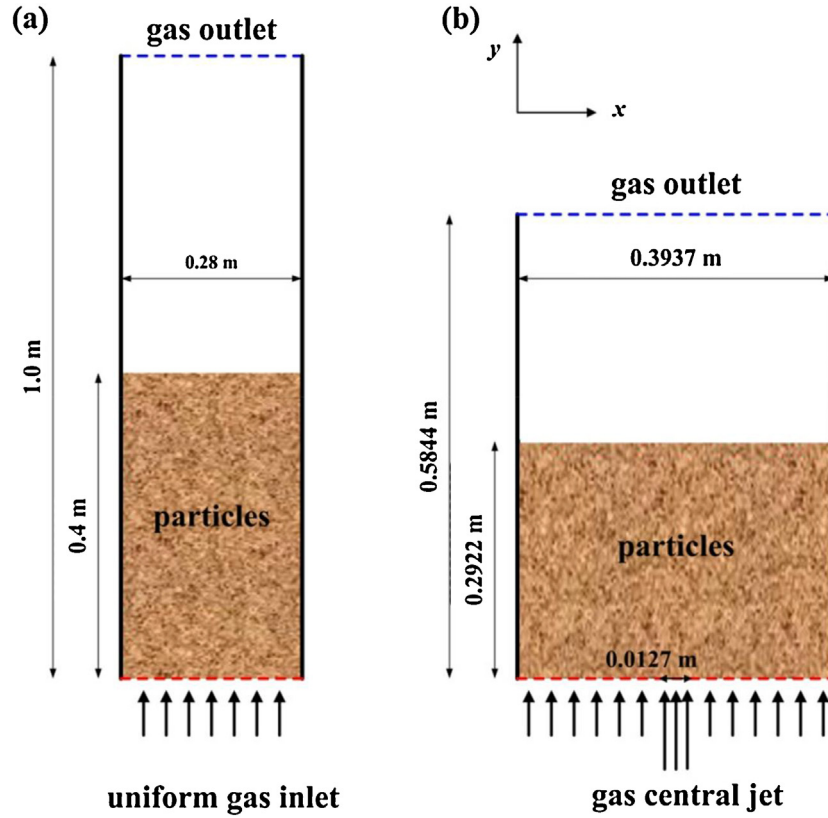 (a)
gas outlet
0.28 m
1.0 m
0.4 m
particles
uniform gas inlet
(b)
y
x
gas outlet
0.3937 m
0.5844 m
0.2922 m
particles
0.0127 m
gas central jet